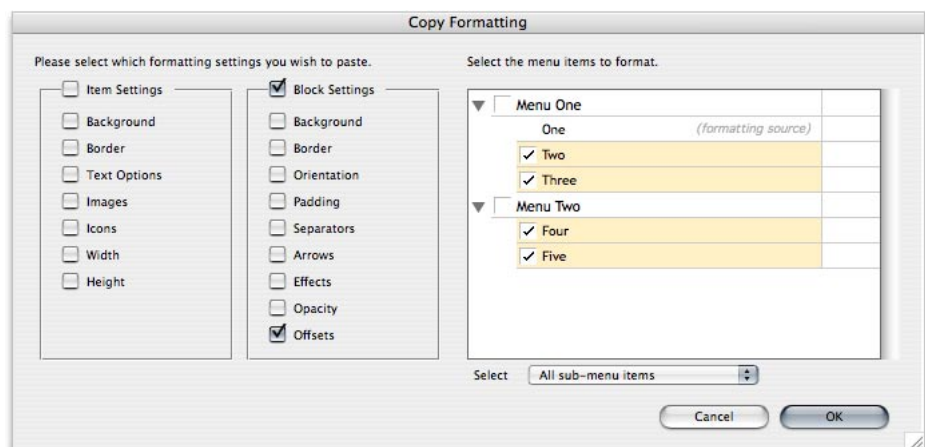 Copy Formatting
Please select which formatting settings you wish to paste.
Item Settings
Background
Border
Text Options
Images
Icons
Width
Height
Block Settings
Background
Border
Orientation
Padding
Separators
Arrows
Effects
Opacity
Offsets
Select the menu items to format.
Menu One
One (formatting source)
Two
Three
Menu Two
Four
Five
Select All sub-menu items
Cancel OK